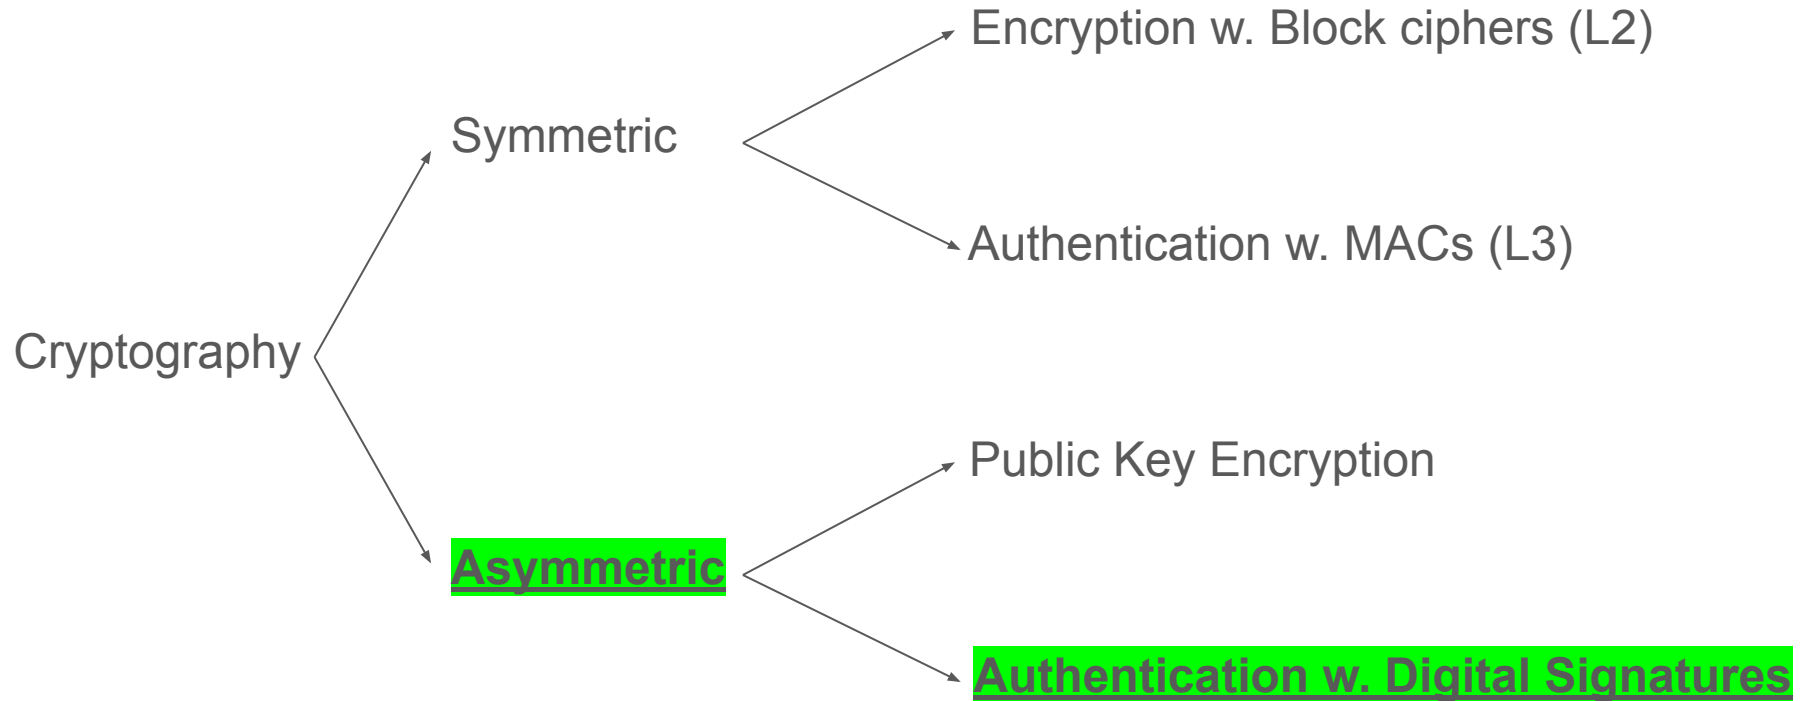 Encryption w. Block ciphers (L2)
Symmetric
Authentication w. MACs (L3)
Cryptography
Public Key Encryption
Asymmetric
Authentication w. Digital Signatures